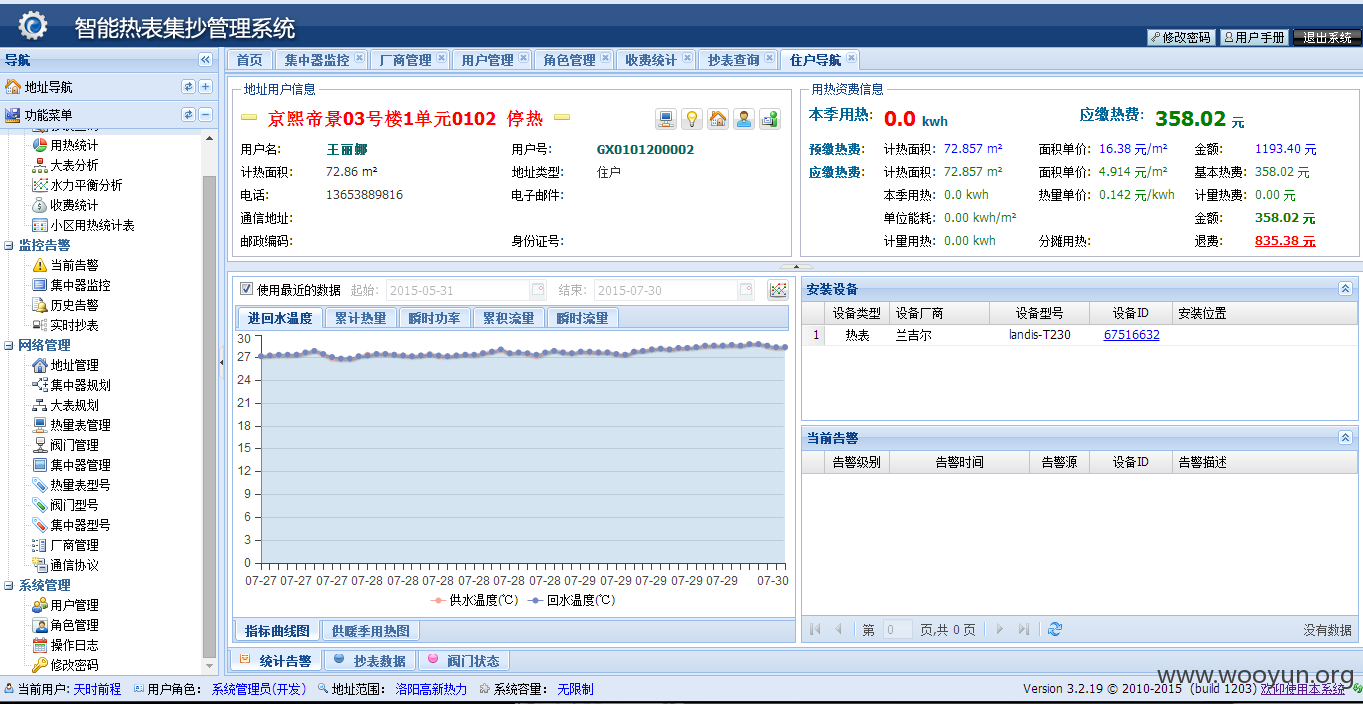 智能热表集抄管理系统
修改密码 用户手册 退出系统
导航
地址导航
功能菜单
用热统计
大表分析
水力平衡分析
收费统计
小区用热统计表
监控告警
当前告警
集中器监控
历史告警
实时抄表
网络管理
地址管理
集中器规划
大表规划
热量表管理
阀门管理
集中器管理
热量表型号
阀门型号
集中器型号
厂商管理
通信协议
系统管理
用户管理
角色管理
操作日志
修改密码
首页 集中器监控 厂商管理 用户管理 角色管理 收费统计 抄表查询 住户导航
地址用户信息
京熙帝景03号楼1单元0102 停热
用户名: 王丽娜 用户号: GX0101200002
计热面积: 72.86 m² 地址类型: 住户
电话: 13653889816 电子邮件:
通信地址:
邮政编码: 身份证号:
用热资费信息
本季用热: 0.0 kwh 应缴热费: 358.02 元
预缴热费: 计热面积: 72.857 m² 面积单价: 16.38 元/m² 金额: 1193.40 元
应缴热费: 计热面积: 72.857 m² 面积单价: 4.914 元/m² 基本热费: 358.02 元
本季用热: 0.0 kwh 热量单价: 0.142 元/kwh 计量热费: 0.00 元
单位能耗: 0.00 kwh/m² 金额: 358.02 元
计量用热: 0.00 kwh 分摊用热: 退费: 835.38 元
使用最近的数据 起始: 2015-05-31 结束: 2015-07-30
进回水温度 累计热量 瞬时功率 累积流量 瞬时流量
30
27
24
21
18
15
12
9
6
3
0
07-27 07-27 07-27 07-28 07-28 07-28 07-28 07-28 07-28 07-29 07-29 07-29 07-29 07-29 07-30
供水温度(℃) 回水温度(℃)
指标曲线图 供暖季用热图
统计告警 抄表数据 阀门状态
安装设备
设备类型 设备厂商 设备型号 设备ID 安装位置
1 热表 兰吉尔 landis-T230 67516632
当前告警
告警级别 告警时间 告警源 设备ID 告警描述
第 0 页,共 0 页 没有数据
www.wooyun.org
当前用户: 天时前程 用户角色: 系统管理员(开发) 地址范围: 洛阳高新热力 系统容量: 无限制 Version 3.2.19 © 2010-2015 (build 1203) 欢迎使用本系统